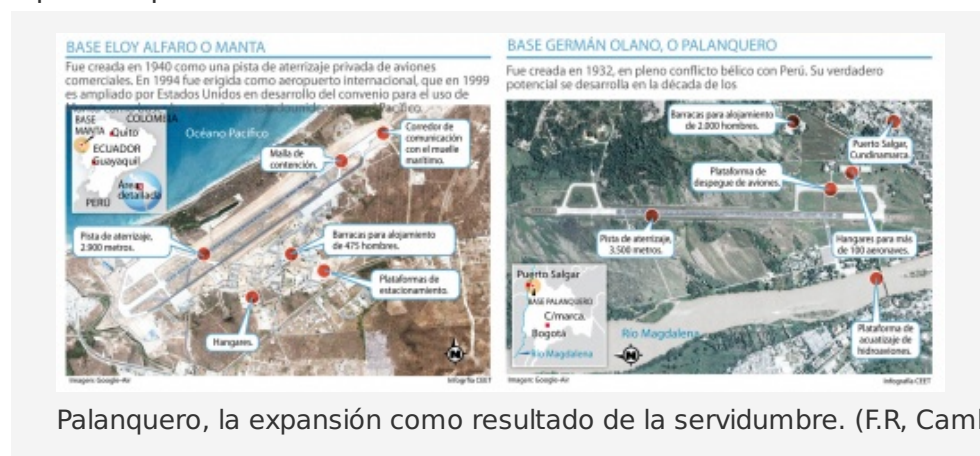 BASE ELOY ALFARO O MANTA
Fue creada en 1940 como una pista de aterrizaje privada de aviones
comerciales. En 1994 fue erigida como aeropuerto internacional, que en 1999
es ampliado por Estados Unidos en desarrollo del convenio para el uso de
Pacífico.
BASE
MANTA
COLOMBIA
Quito
ECUADOR
Guayaquil
Área
detallada
PERÚ
Océano Pacífico
Malla de
contención.
Corredor de
comunicación
con el muelle
marítimo.
Pista de aterrizaje,
2.900 metros.
Barracas para alojamiento
de 475 hombres.
Plataformas de
estacionamiento.
Hangares.
N
Imagen: Google-Air
Infografía CEET
BASE GERMÁN OLANO, O PALANQUERO
Fue creada en 1932, en pleno conflicto bélico con Perú. Su verdadero
potencial se desarrolla en la década de los
Barracas para alojamiento
de 2.000 hombres.
Puerto Salgar,
Cundinamarca.
Plataforma de
despegue de aviones.
Pista de aterrizaje,
3.500 metros.
Hangares para más
de 100 aeronaves.
Puerto Salgar
BASE PALANQUERO
C/marca.
Bogotá
Río Magdalena
Río Magdalena
N
Plataforma de
acuatizaje de
hidroaviones.
Imagen: Google-Air
Infografía CEET
Palanquero, la expansión como resultado de la servidumbre. (F.R, Cam